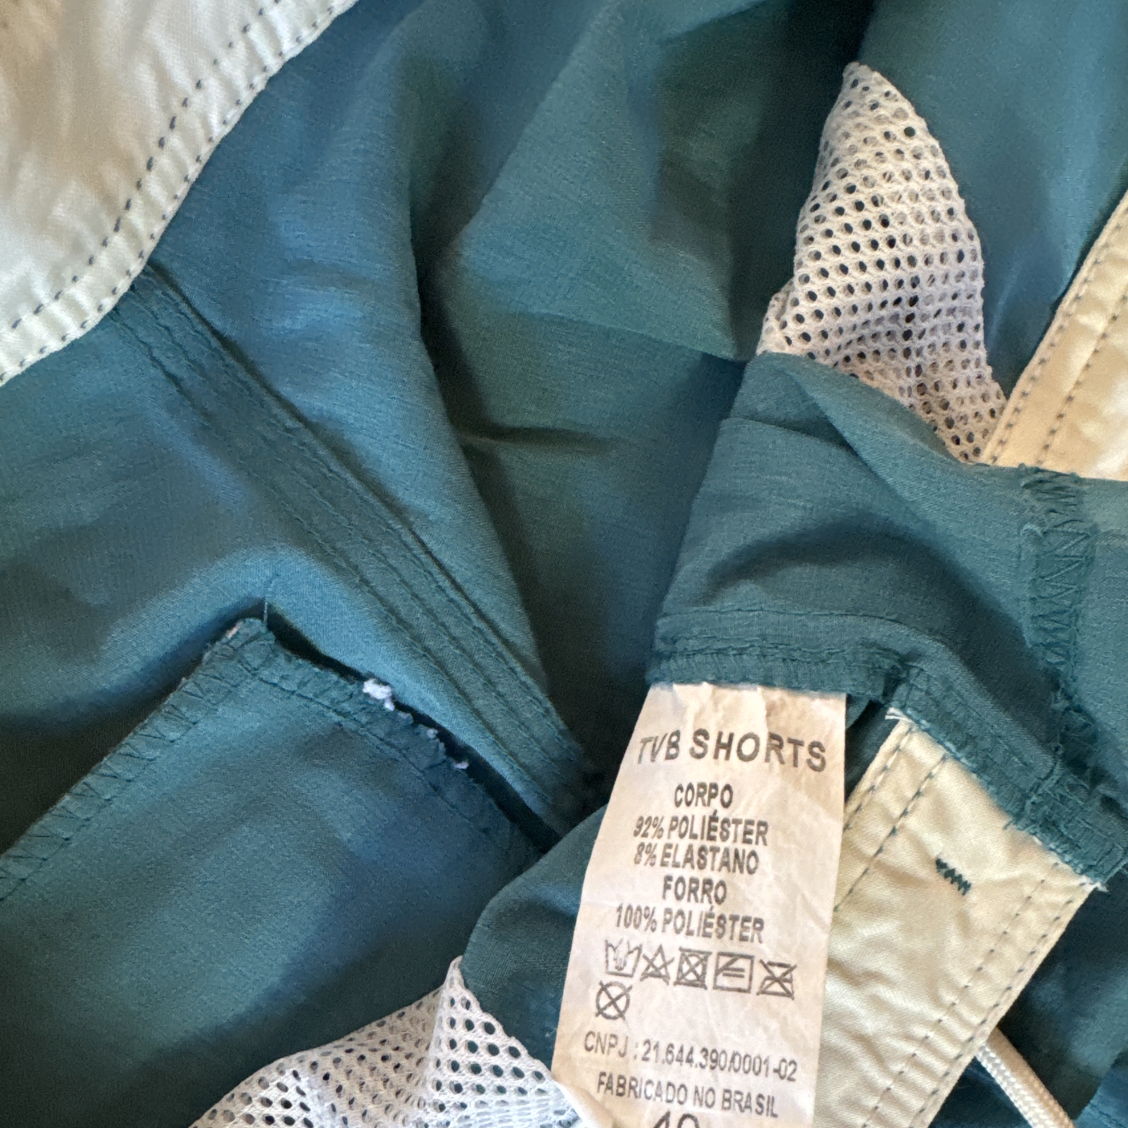 TVB SHORTS
CORPO
92% POLIÉSTER
8% ELASTANO
FORRO
100% POLIÉSTER
CNPJ : 21.644.390/0001-02
FABRICADO NO BRASIL